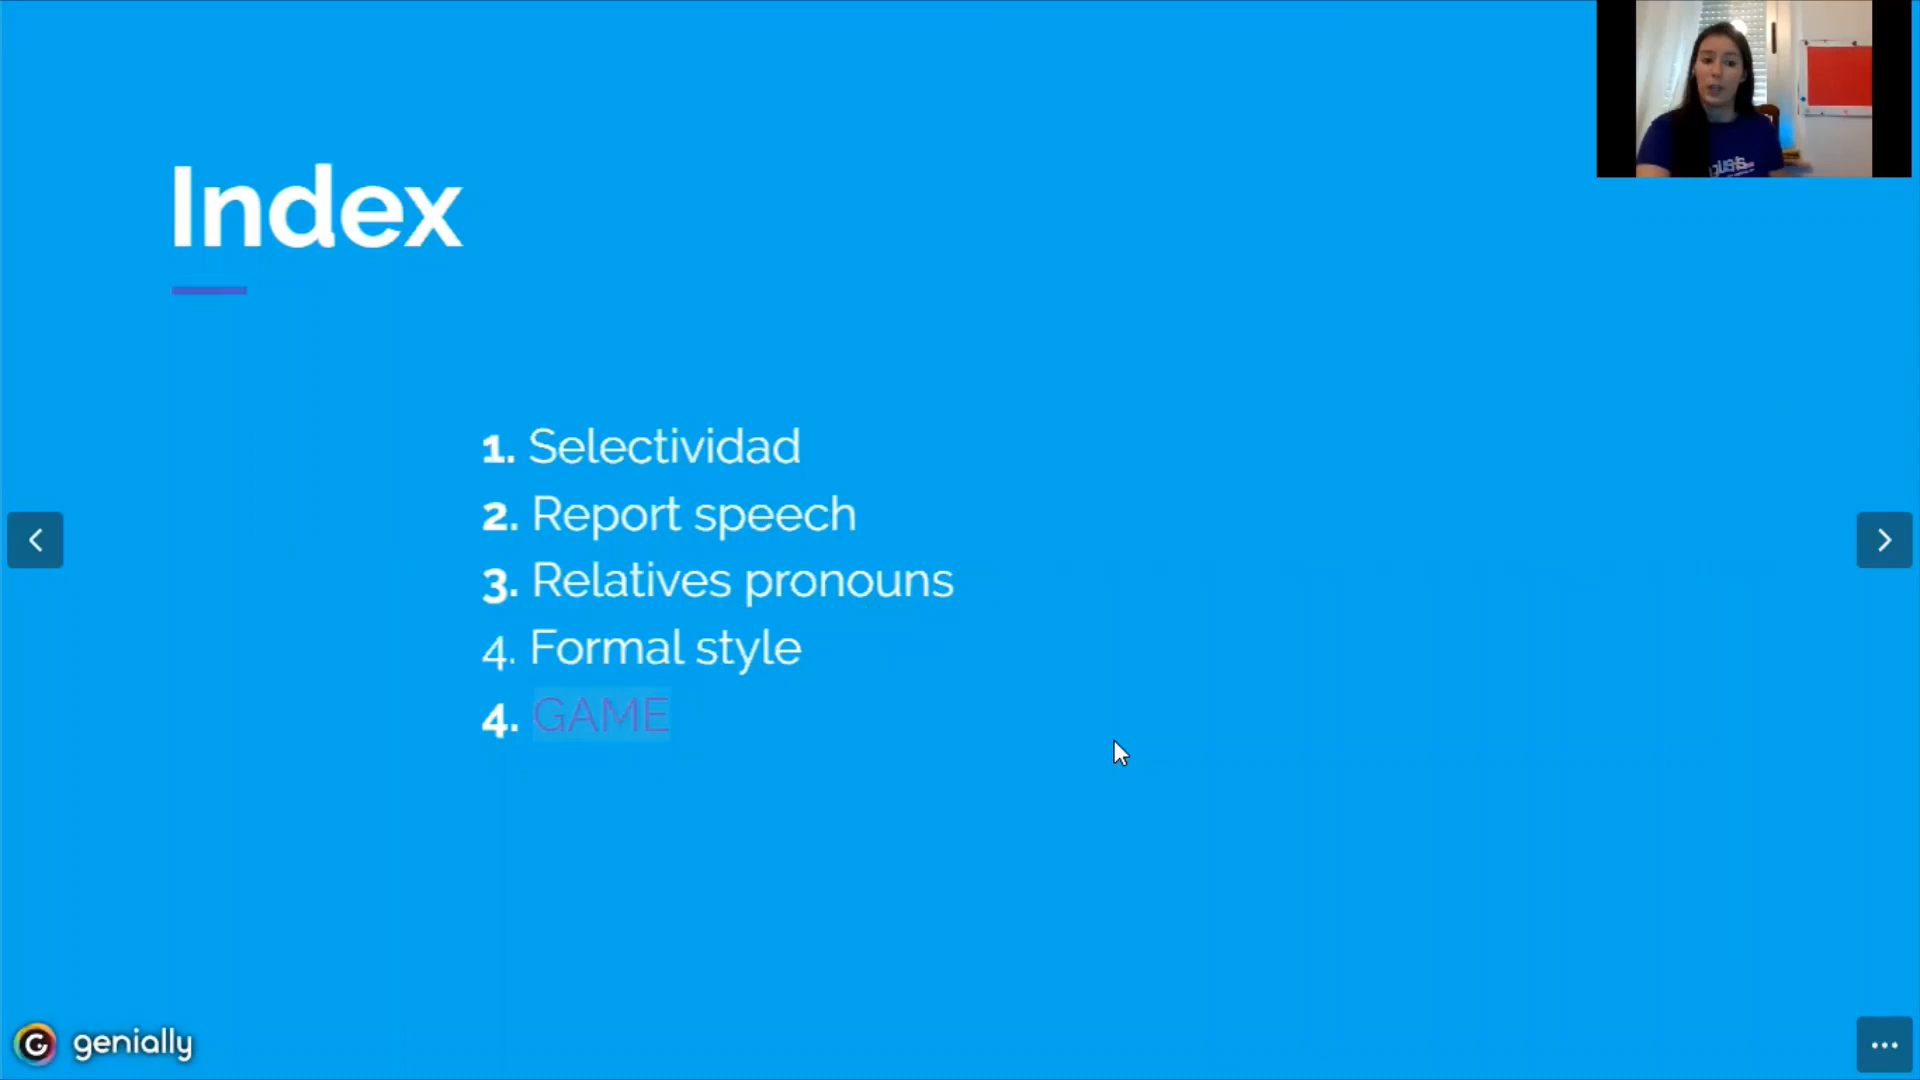 Index
1. Selectividad
2. Report speech
3. Relatives pronouns
4. Formal style
4. GAME
genially